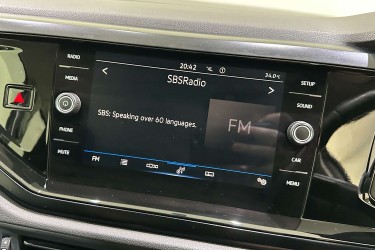 RADIO
MEDIA
PHONE
MUTE
20:42
34.0°C
SBSRadio
SBS: Speaking over 60 languages.
FM
FM
SETUP
SOUND
CAR
MENU